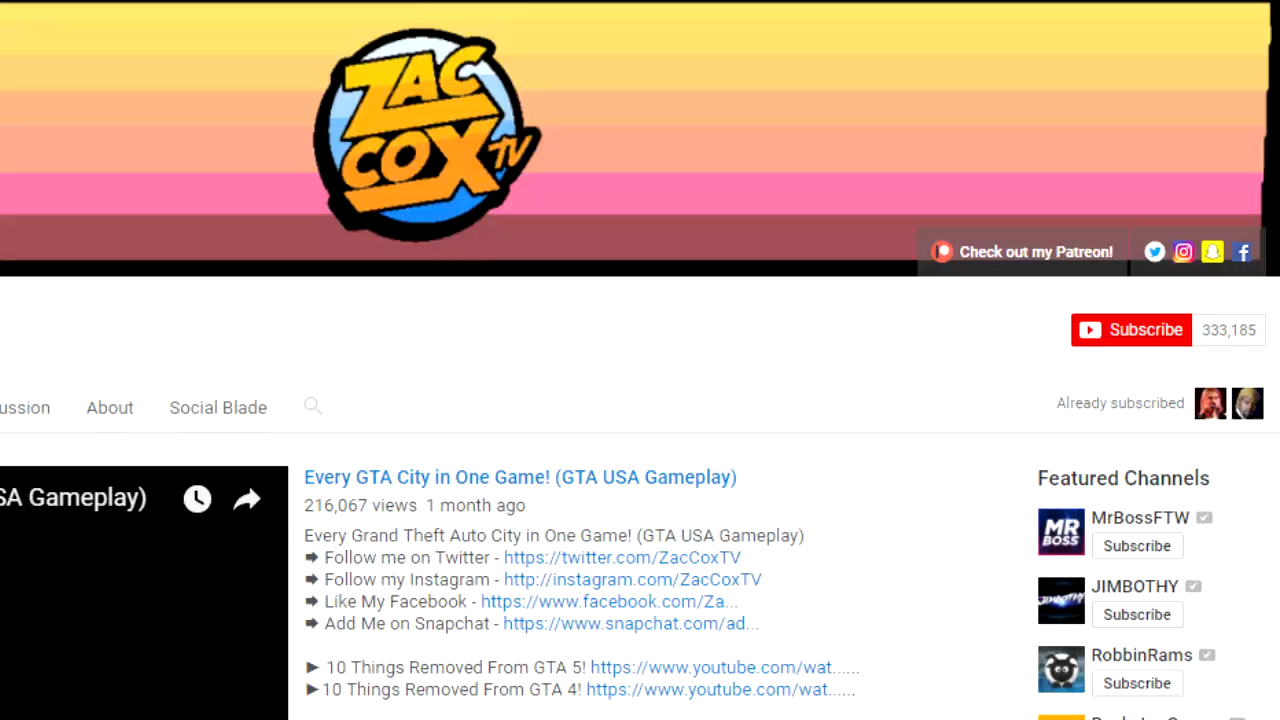 ZAC
COX TV
Check out my Patreon!
Subscribe 333,185
ussion About Social Blade
Already subscribed
SA Gameplay)
Every GTA City in One Game! (GTA USA Gameplay)
216,067 views 1 month ago
Every Grand Theft Auto City in One Game! (GTA USA Gameplay)
➡ Follow me on Twitter - https://twitter.com/ZacCoxTV
➡ Follow my Instagram - http://instagram.com/ZacCoxTV
➡ Like My Facebook - https://www.facebook.com/Za...
➡ Add Me on Snapchat - https://www.snapchat.com/ad...
► 10 Things Removed From GTA 5! https://www.youtube.com/wat......
►10 Things Removed From GTA 4! https://www.youtube.com/wat......
Featured Channels
MR
BOSS
MrBossFTW
Subscribe
JIMBOTHY
JIMBOTHY
Subscribe
RobbinRams
Subscribe